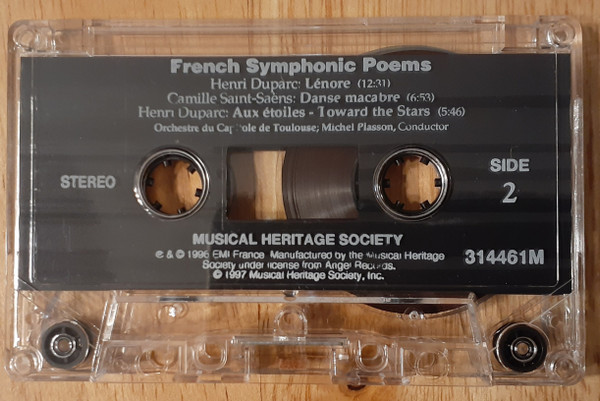 French Symphonic Poems
Henri Duparc: Lénore (12:31)
Camille Saint-Saëns: Danse macabre (6:53)
Henri Duparc: Aux étoiles - Toward the Stars (5:46)
Orchestre du Capitole de Toulouse; Michel Plasson, Conductor
STEREO
SIDE
2
MUSICAL HERITAGE SOCIETY
℗ & © 1996 EMI France. Manufactured by the Musical Heritage
Society under license from Angel Records.
© 1997 Musical Heritage Society, Inc.
314461M